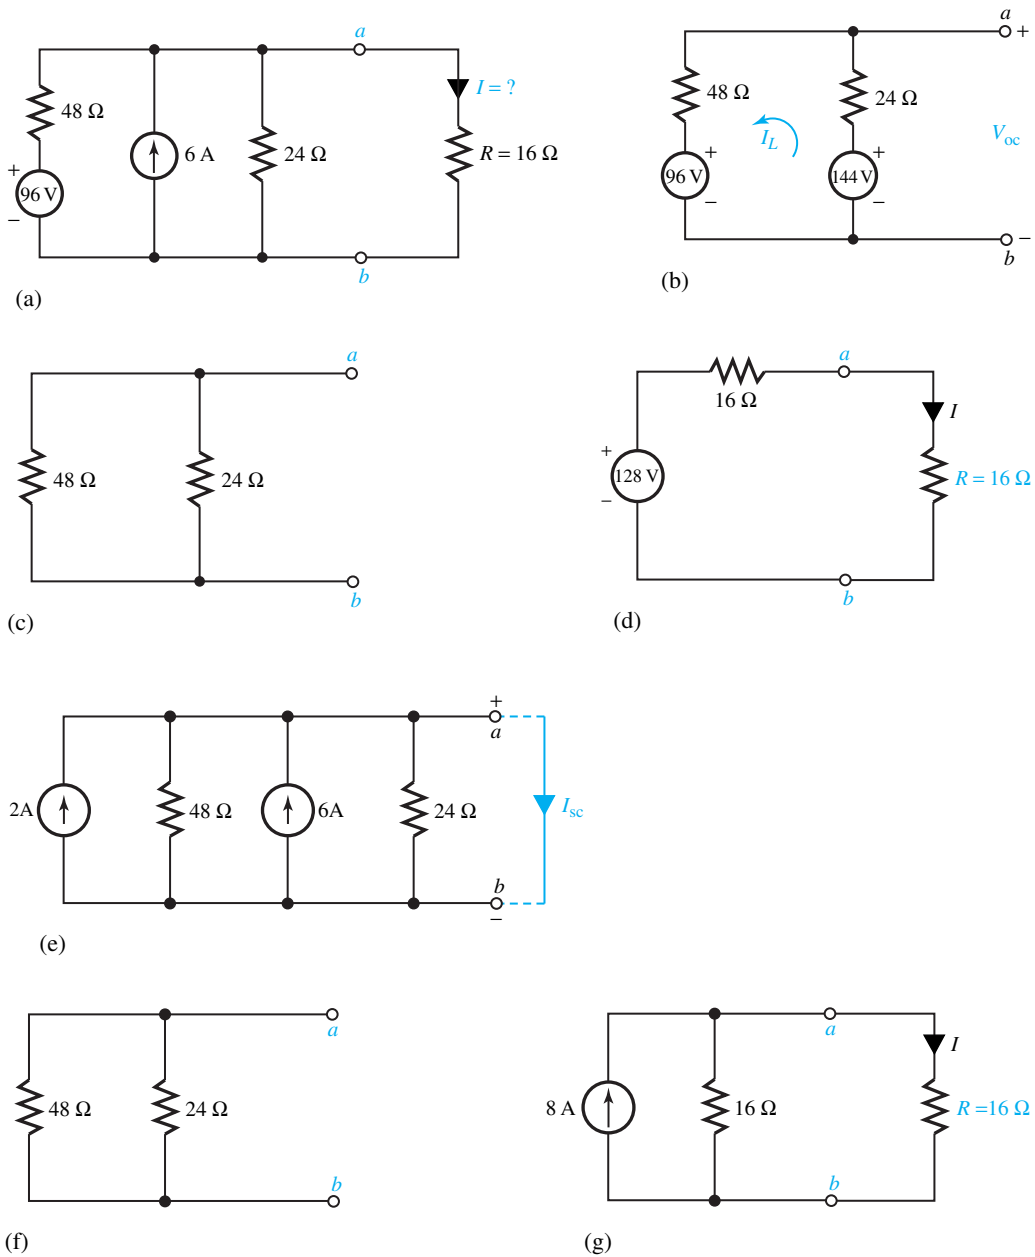 a
I = ?
48 Ω
6 A
24 Ω
R = 16 Ω
+
96 V
−
b
(a)
a
+
48 Ω
24 Ω
I_L
V_oc
+
96 V
−
+
144 V
−
−
b
(b)
a
48 Ω
24 Ω
b
(c)
a
16 Ω
I
+
128 V
−
R = 16 Ω
b
(d)
+
a
2A
48 Ω
6A
24 Ω
I_sc
b
−
(e)
a
48 Ω
24 Ω
b
(f)
a
I
8 A
16 Ω
R =16 Ω
b
(g)